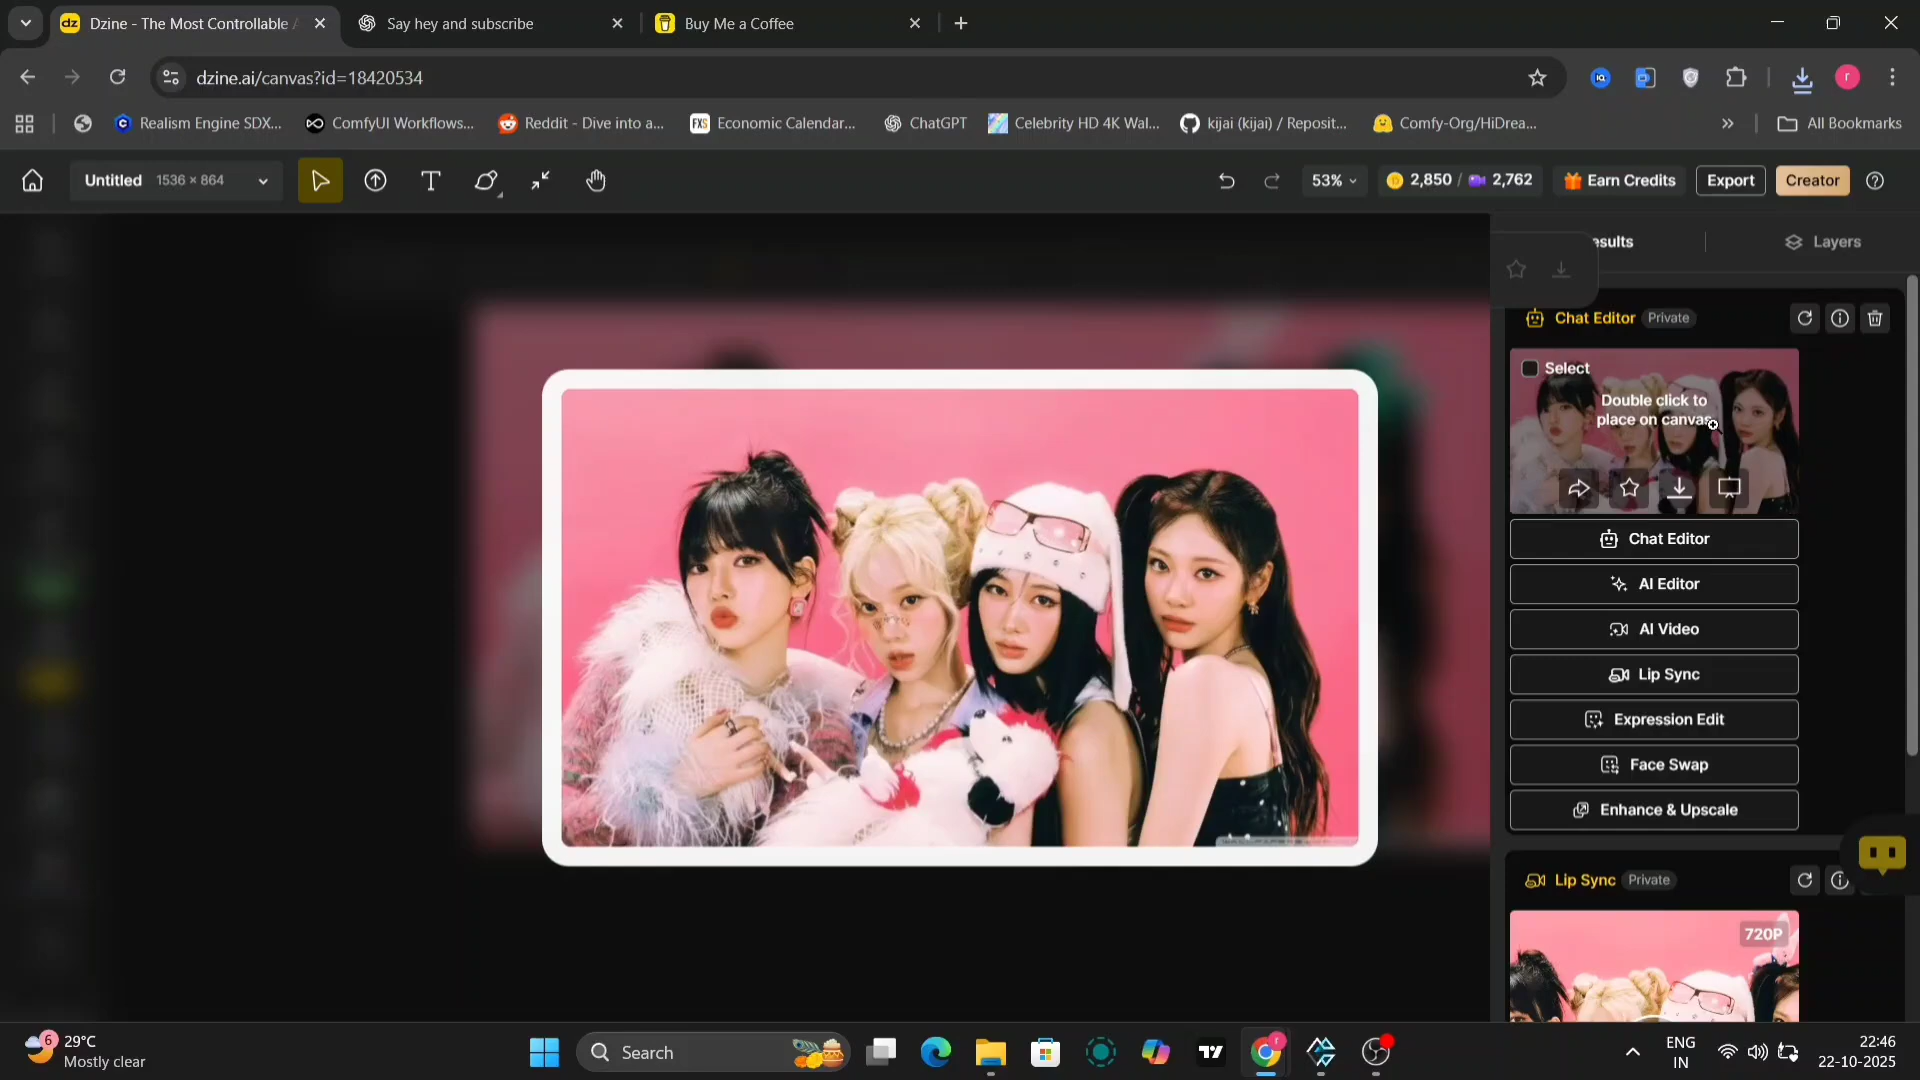 Dzine - The Most Controllable A
Say hey and subscribe
Buy Me a Coffee
dzine.ai/canvas?id=18420534
Realism Engine SDX...
ComfyUI Workflows...
Reddit - Dive into a...
FXS
Economic Calendar...
ChatGPT
Celebrity HD 4K Wal...
kijai (kijai) / Reposit...
Comfy-Org/HiDrea...
All Bookmarks
Untitled 1536 × 864
53%
2,850 / 2,762
Earn Credits
Export
Creator
esults
Layers
Chat Editor Private
Select
Double click to
place on canvas
Chat Editor
AI Editor
AI Video
Lip Sync
Expression Edit
Face Swap
Enhance & Upscale
Lip Sync Private
720P
6
29°C
Mostly clear
Search
ENG
IN
22:46
22-10-2025